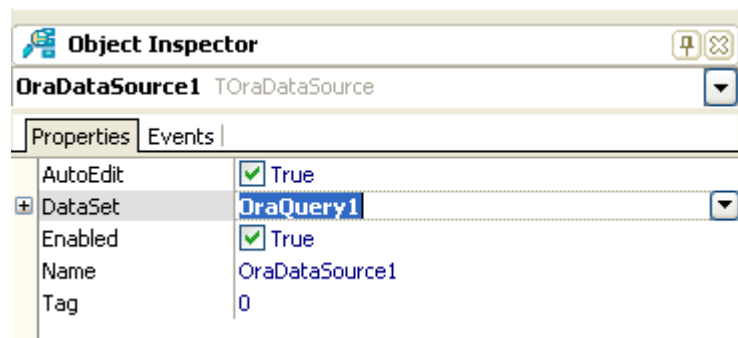 Object Inspector
OraDataSource1 TOraDataSource
Properties Events
AutoEdit True
DataSet OraQuery1
Enabled True
Name OraDataSource1
Tag 0